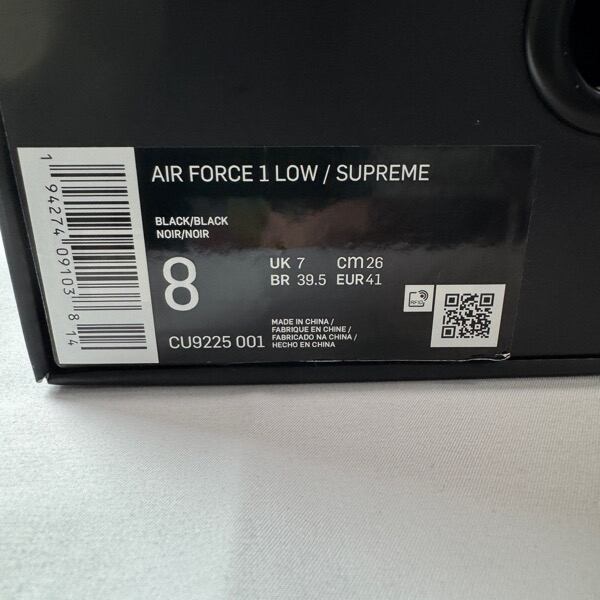 AIR FORCE 1 LOW / SUPREME
BLACK/BLACK
NOIR/NOIR
8
UK 7 cm 26
BR 39.5 EUR 41
CU9225 001
MADE IN CHINA /
FABRIQUE EN CHINE /
FABRICADO NA CHINA /
HECHO EN CHINA
RFID
1 94274 09103 8 14